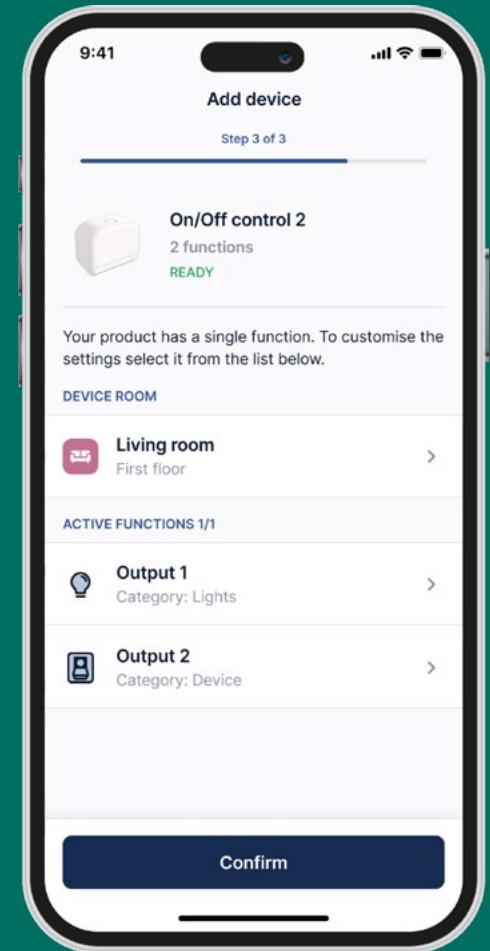 9:41
Add device
Step 3 of 3
On/Off control 2
2 functions
READY
Your product has a single function. To customise the
settings select it from the list below.
DEVICE ROOM
Living room
First floor
ACTIVE FUNCTIONS 1/1
Output 1
Category: Lights
Output 2
Category: Device
Confirm